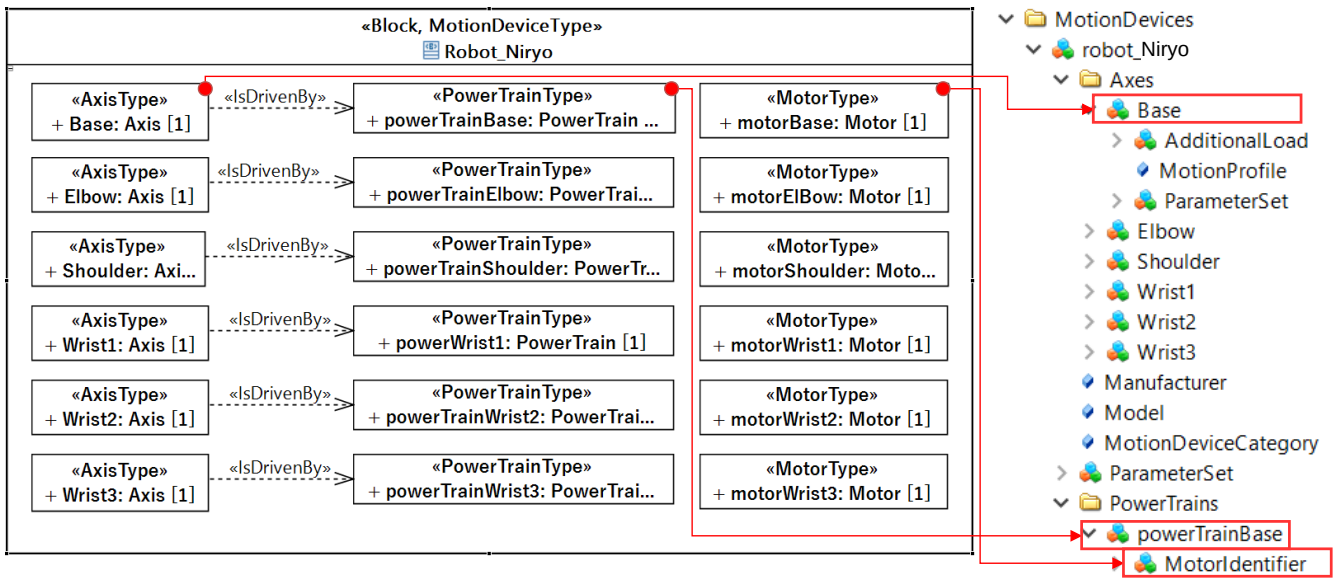 «Block, MotionDeviceType»
Robot_Niryo
«AxisType»
+ Base: Axis [1]
«IsDrivenBy»
«PowerTrainType»
+ powerTrainBase: PowerTrain ...
«MotorType»
+ motorBase: Motor [1]
«AxisType»
+ Elbow: Axis [1]
«IsDrivenBy»
«PowerTrainType»
+ powerTrainElbow: PowerTrai...
«MotorType»
+ motorElBow: Motor [1]
«AxisType»
+ Shoulder: Axi...
«IsDrivenBy»
«PowerTrainType»
+ powerTrainShoulder: PowerTr...
«MotorType»
+ motorShoulder: Moto...
«AxisType»
+ Wrist1: Axis [1]
«IsDrivenBy»
«PowerTrainType»
+ powerWrist1: PowerTrain [1]
«MotorType»
+ motorWrist1: Motor [1]
«AxisType»
+ Wrist2: Axis [1]
«IsDrivenBy»
«PowerTrainType»
+ powerTrainWrist2: PowerTrai...
«MotorType»
+ motorWrist2: Motor [1]
«AxisType»
+ Wrist3: Axis [1]
«IsDrivenBy»
«PowerTrainType»
+ powerTrainWrist3: PowerTrai...
«MotorType»
+ motorWrist3: Motor [1]
MotionDevices
robot_Niryo
Axes
Base
AdditionalLoad
MotionProfile
ParameterSet
Elbow
Shoulder
Wrist1
Wrist2
Wrist3
Manufacturer
Model
MotionDeviceCategory
ParameterSet
PowerTrains
powerTrainBase
MotorIdentifier